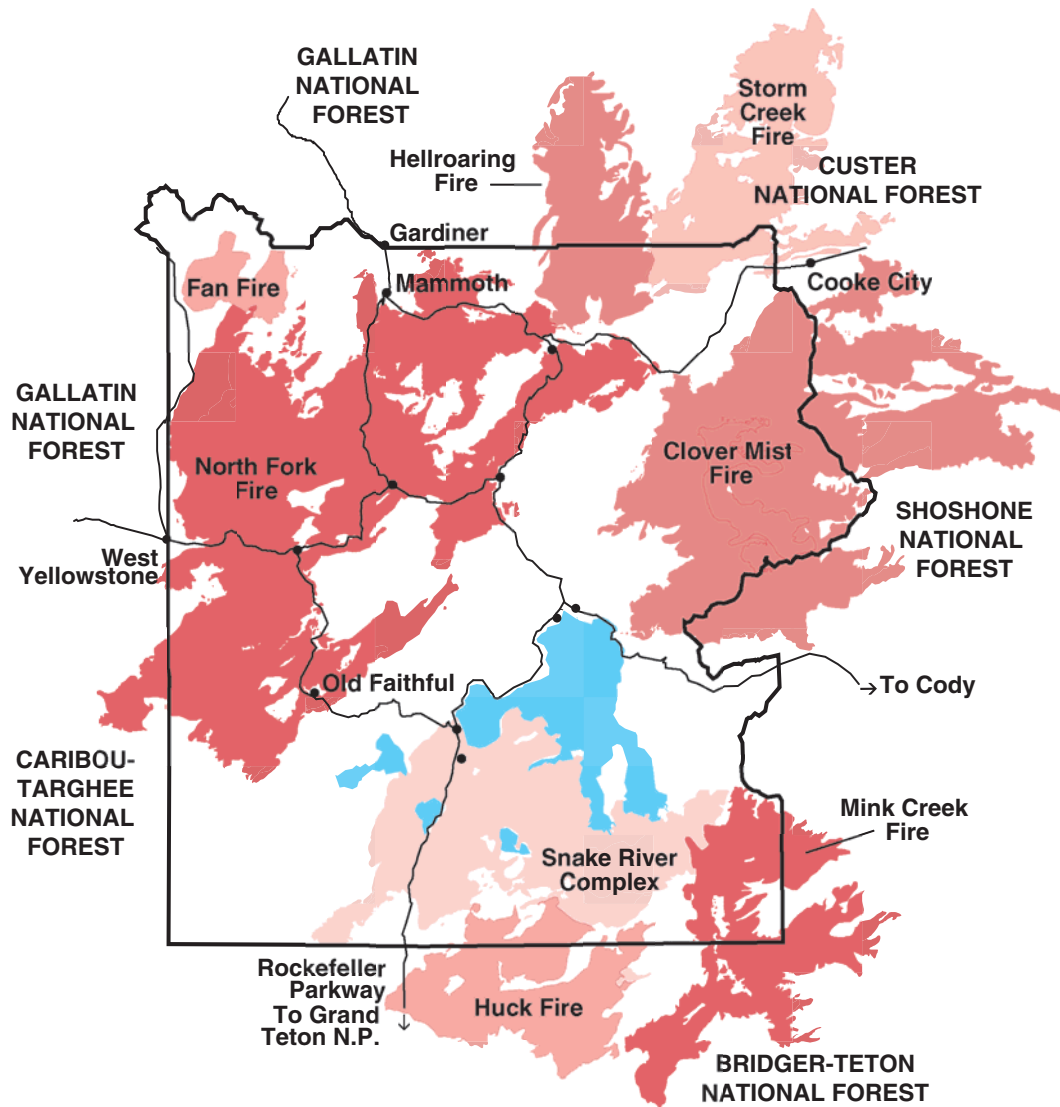 GALLATIN
NATIONAL
FOREST
Storm
Creek
Fire
Hellroaring
Fire
CUSTER
NATIONAL FOREST
Gardiner
Fan Fire
Mammoth
Cooke City
GALLATIN
NATIONAL
FOREST
North Fork
Fire
Clover Mist
Fire
SHOSHONE
NATIONAL
FOREST
West
Yellowstone
Old Faithful
To Cody
CARIBOU-
TARGHEE
NATIONAL
FOREST
Mink Creek
Fire
Snake River
Complex
Rockefeller
Parkway
To Grand
Teton N.P.
Huck Fire
BRIDGER-TETON
NATIONAL FOREST